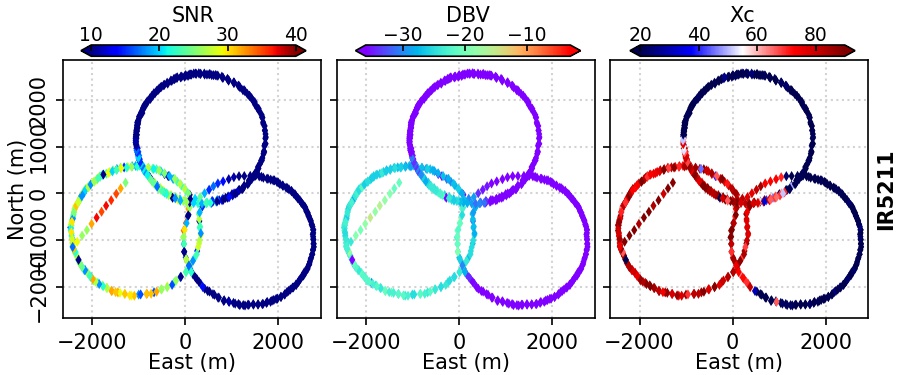 SNR DBV Xc
10 20 30 40 −30 −20 −10 20 40 60 80
2000
1000
0
−1000
−2000
North (m)
IR5211
−2000 0 2000 −2000 0 2000 −2000 0 2000
East (m) East (m) East (m)